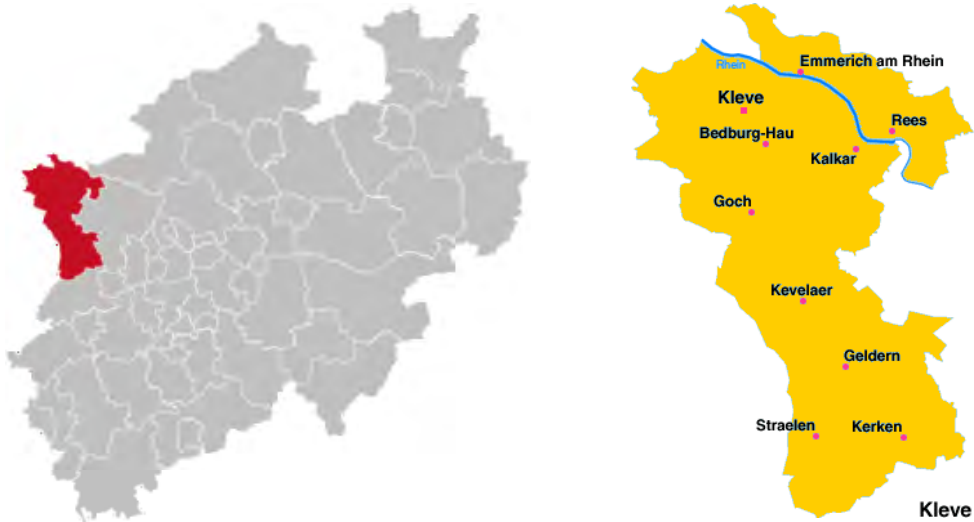 Rhein
Emmerich am Rhein
Kleve
Rees
Bedburg-Hau
Kalkar
Goch
Kevelaer
Geldern
Straelen
Kerken
Kleve